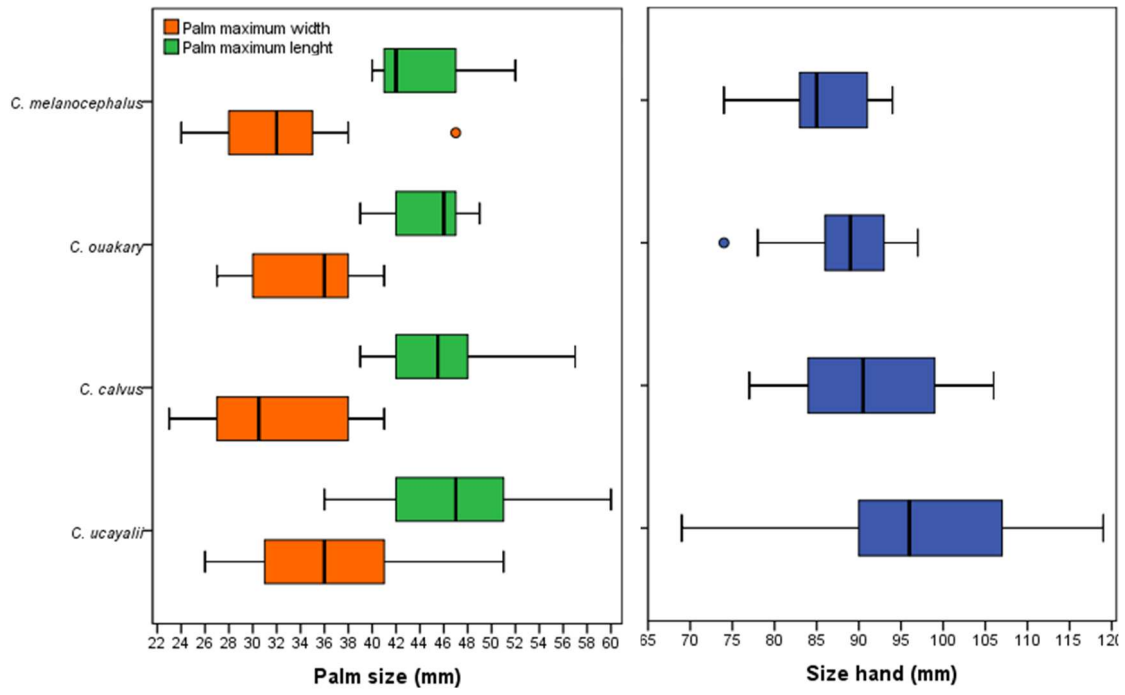 Palm maximum width
Palm maximum lenght
C. melanocephalus
C. ouakary
C. calvus
C. ucayalii
22 24 26 28 30 32 34 36 38 40 42 44 46 48 50 52 54 56 58 60
Palm size (mm)
65 70 75 80 85 90 95 100 105 110 115 120
Size hand (mm)